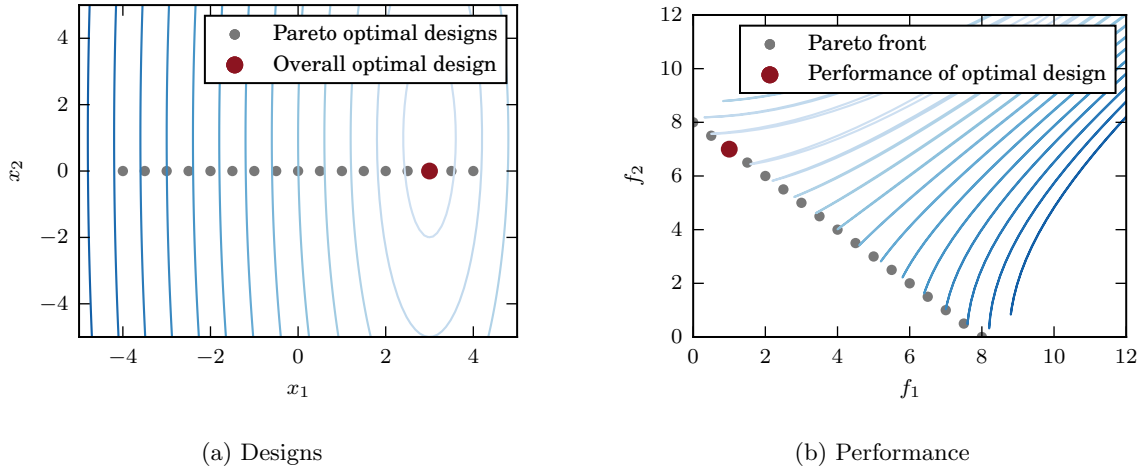 Pareto optimal designs
Overall optimal design
4
2
0
−2
−4
x₂
−4 −2 0 2 4
x₁
(a) Designs
Pareto front
Performance of optimal design
12
10
8
6
4
2
0
f₂
0 2 4 6 8 10 12
f₁
(b) Performance